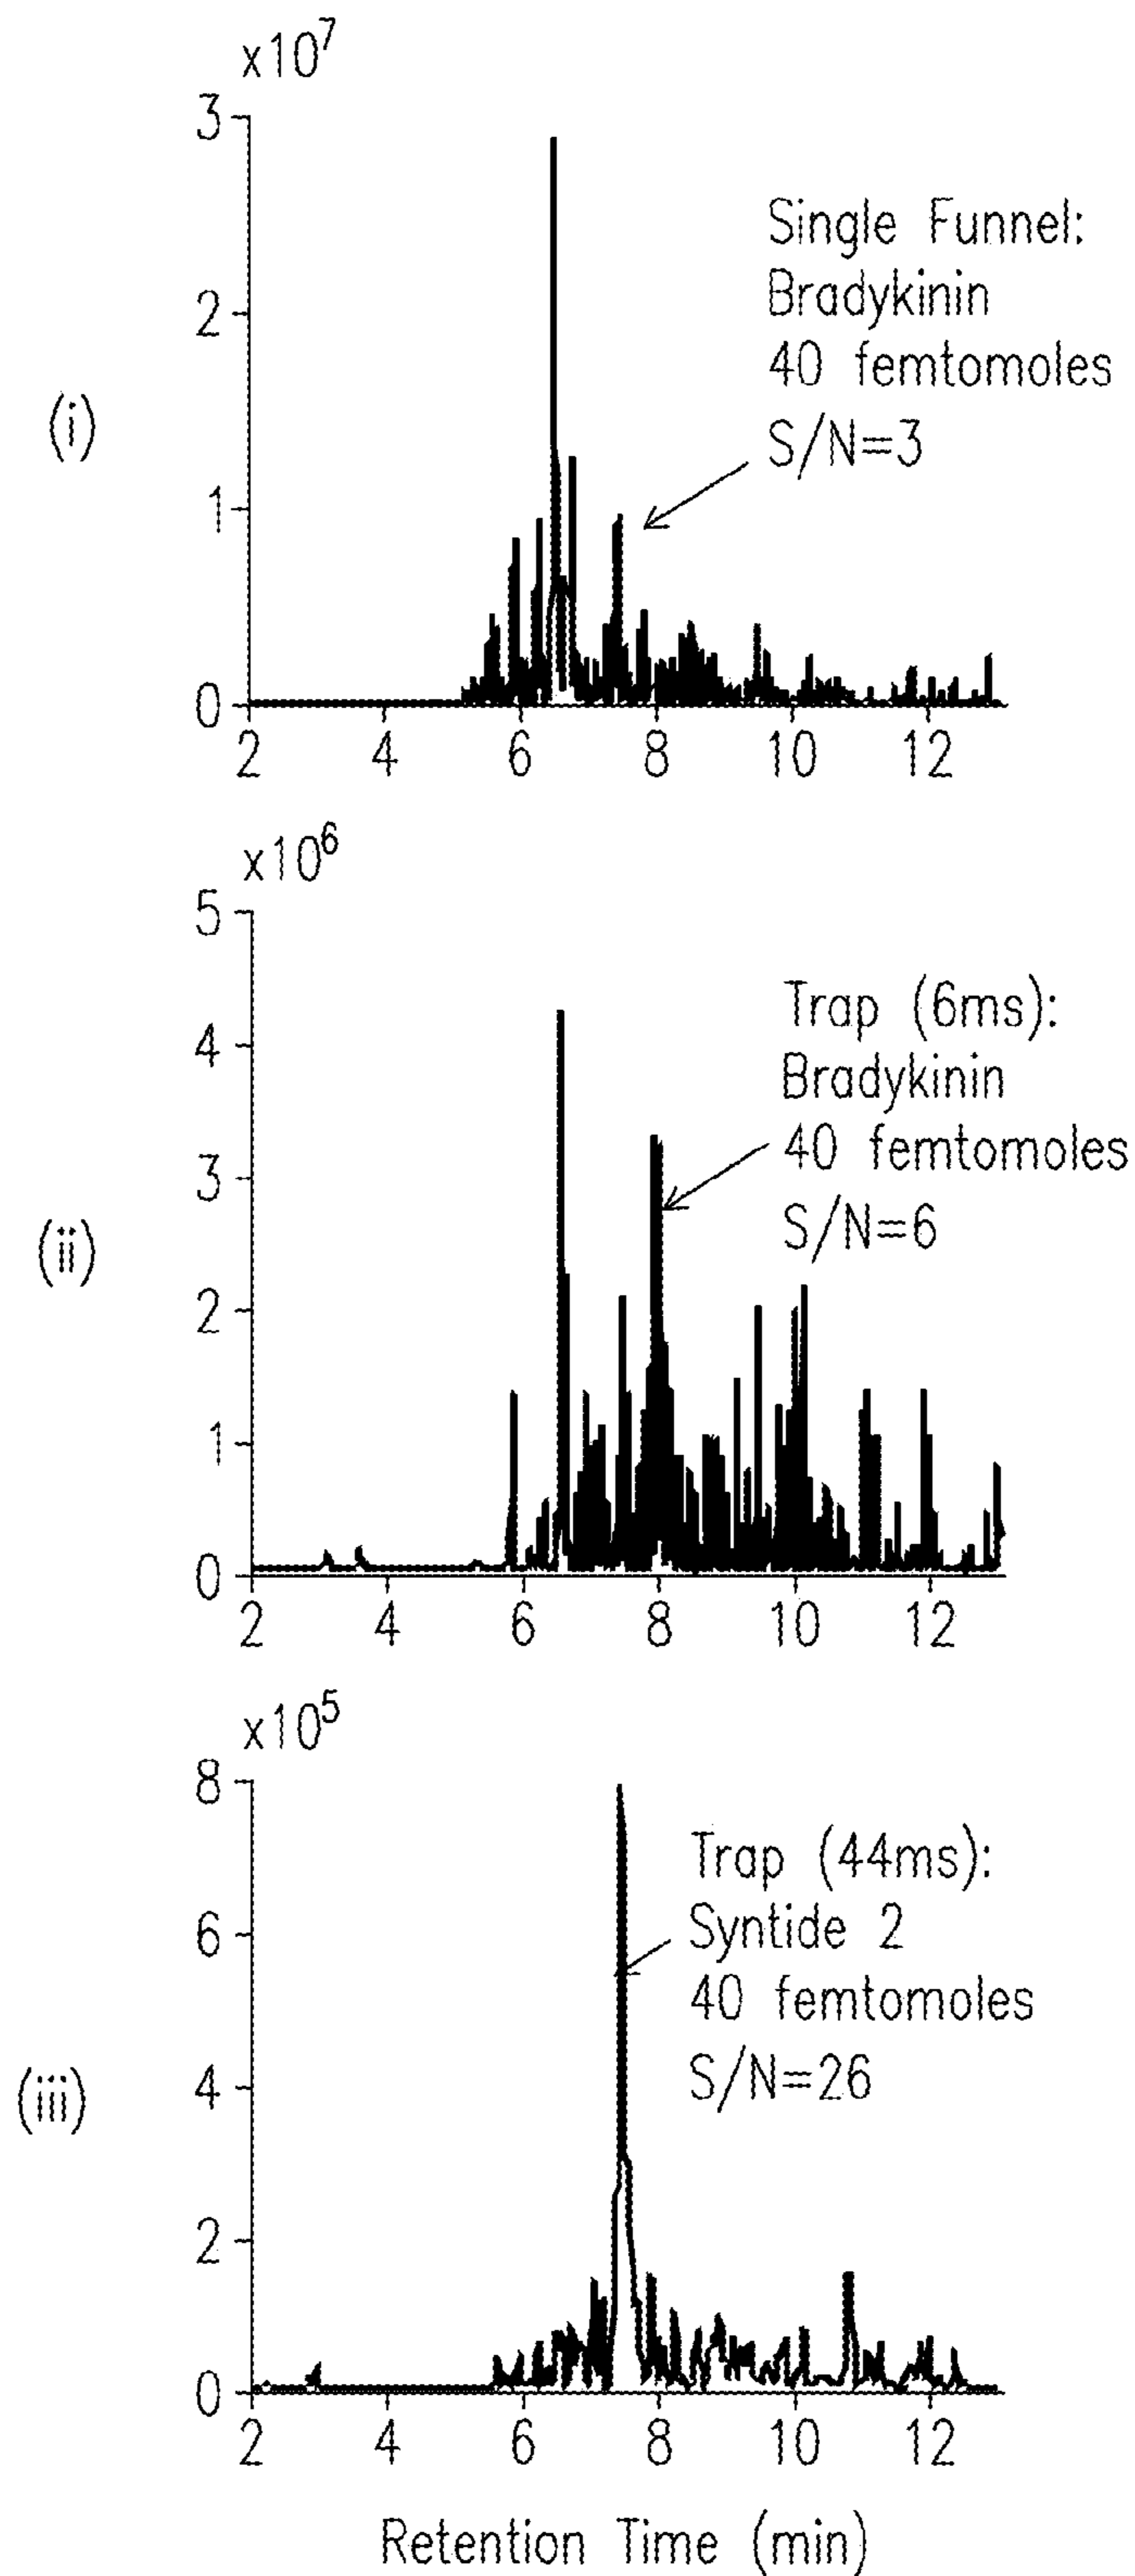 x10^7
3
2
1
0
2 4 6 8 10 12
(i)
Single Funnel:
Bradykinin
40 femtomoles
S/N=3
x10^6
5
4
3
2
1
0
2 4 6 8 10 12
(ii)
Trap (6ms):
Bradykinin
40 femtomoles
S/N=6
x10^5
8
6
4
2
0
2 4 6 8 10 12
(iii)
Trap (44ms):
Syntide 2
40 femtomoles
S/N=26
Retention Time (min)